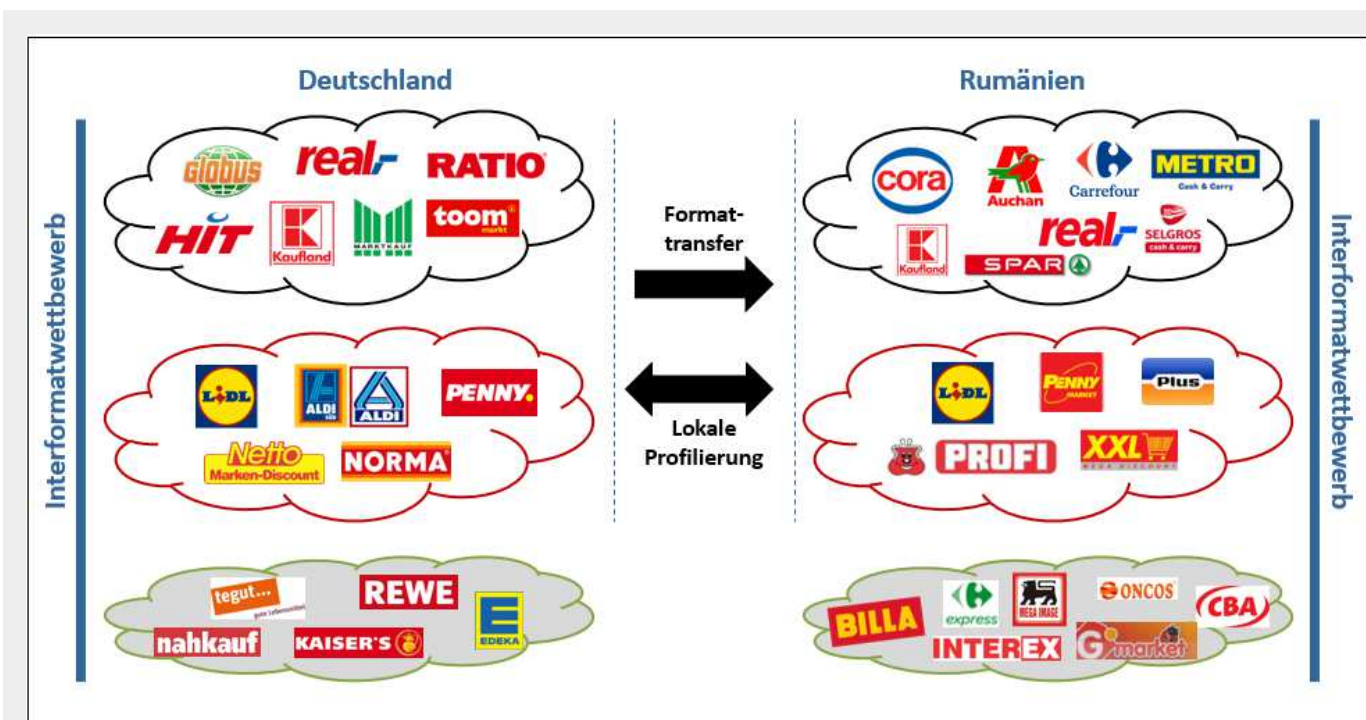 Deutschland
Rumänien
Interformatwettbewerb
GLOBUS
real,-
RATIO
HIT
K
Kaufland
MARKTKAUF
toom
markt
Format-
transfer
cora
Auchan
Carrefour
METRO
Cash & Carry
K
Kaufland
real,-
SELGROS
cash & carry
SPAR
Interformatwettbewerb
LiDL
ALDI
SÜD
ALDI
PENNY.
Netto
Marken-Discount
NORMA
Lokale
Profilierung
LiDL
PENNY
MARKET
Plus
PROFI
XXL
MEGA DISCOUNT
tegut...
gute Lebensmittel
REWE
E
EDEKA
nahkauf
KAISER'S
BILLA
express
MEGA IMAGE
ONCOS
CBA
INTEREX
G'market